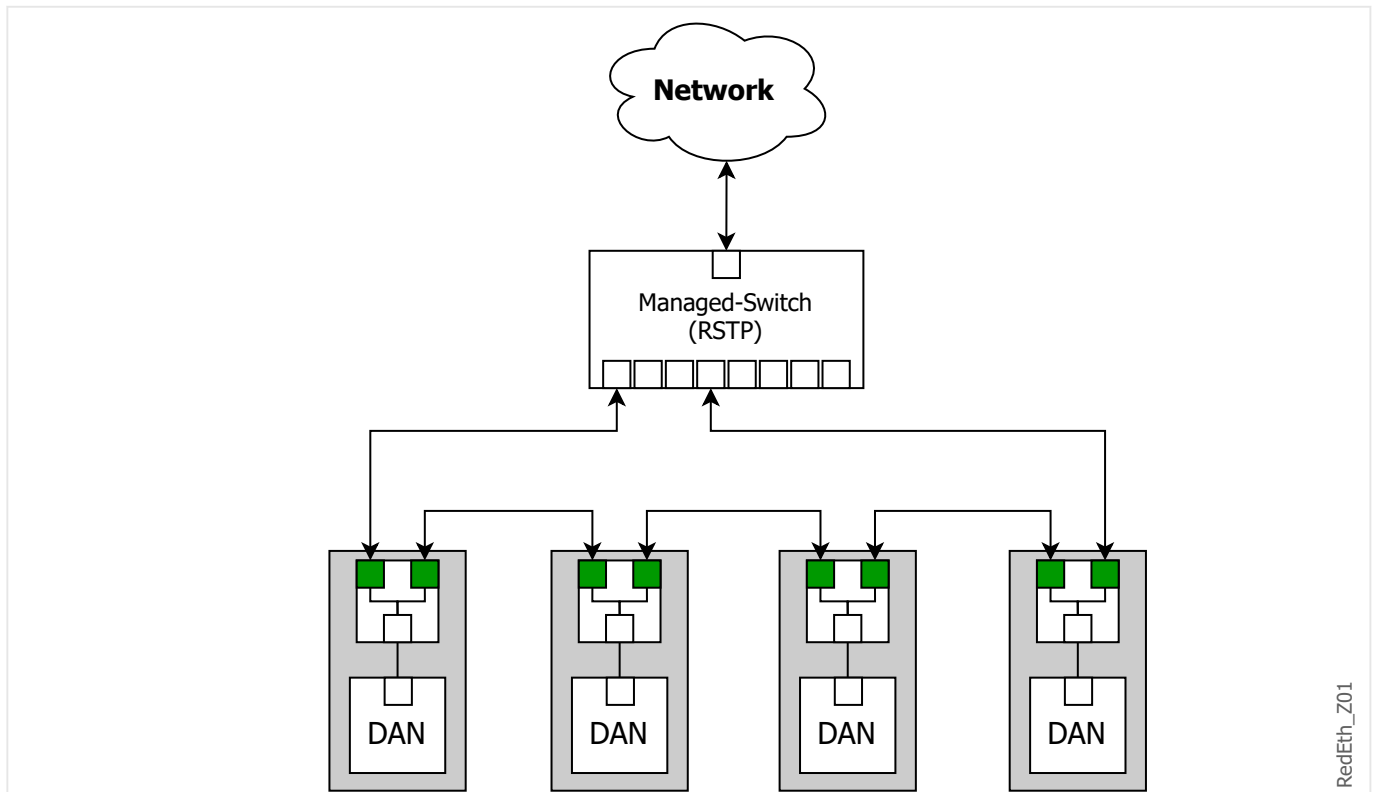 Network
Managed-Switch
(RSTP)
DAN
DAN
DAN
DAN
RedEth_Z01